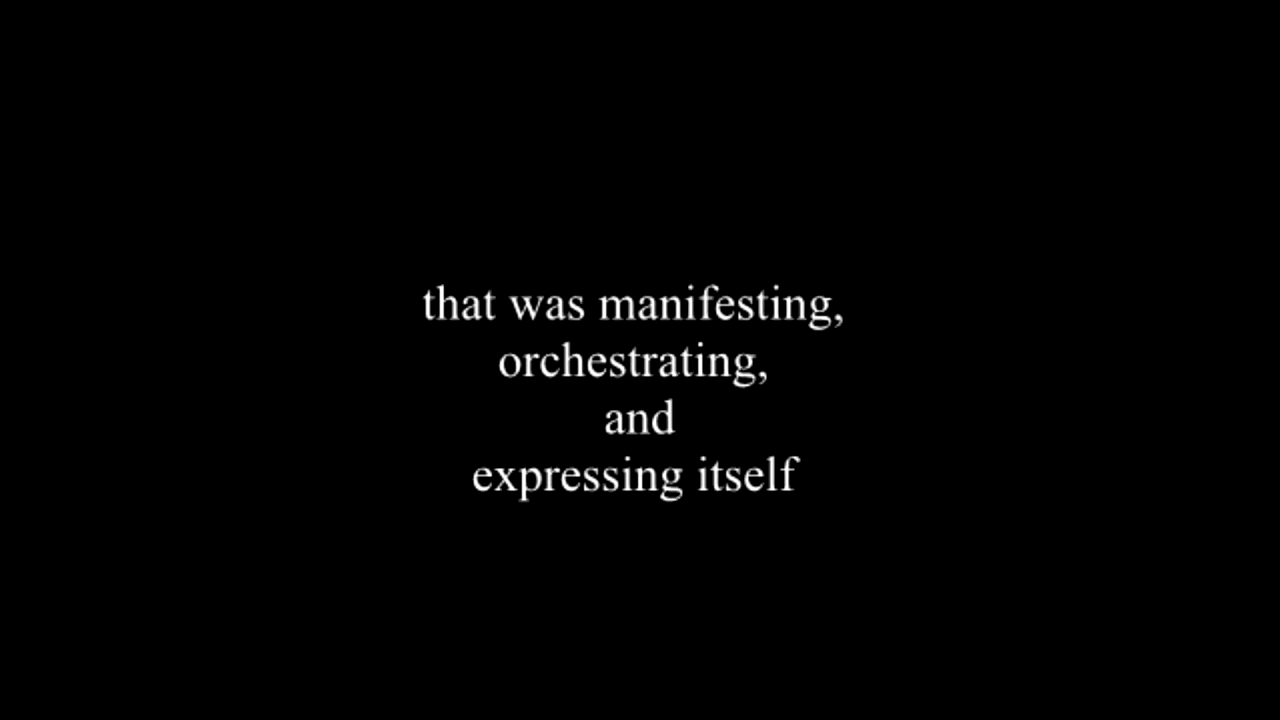 that was manifesting,
orchestrating,
and
expressing itself